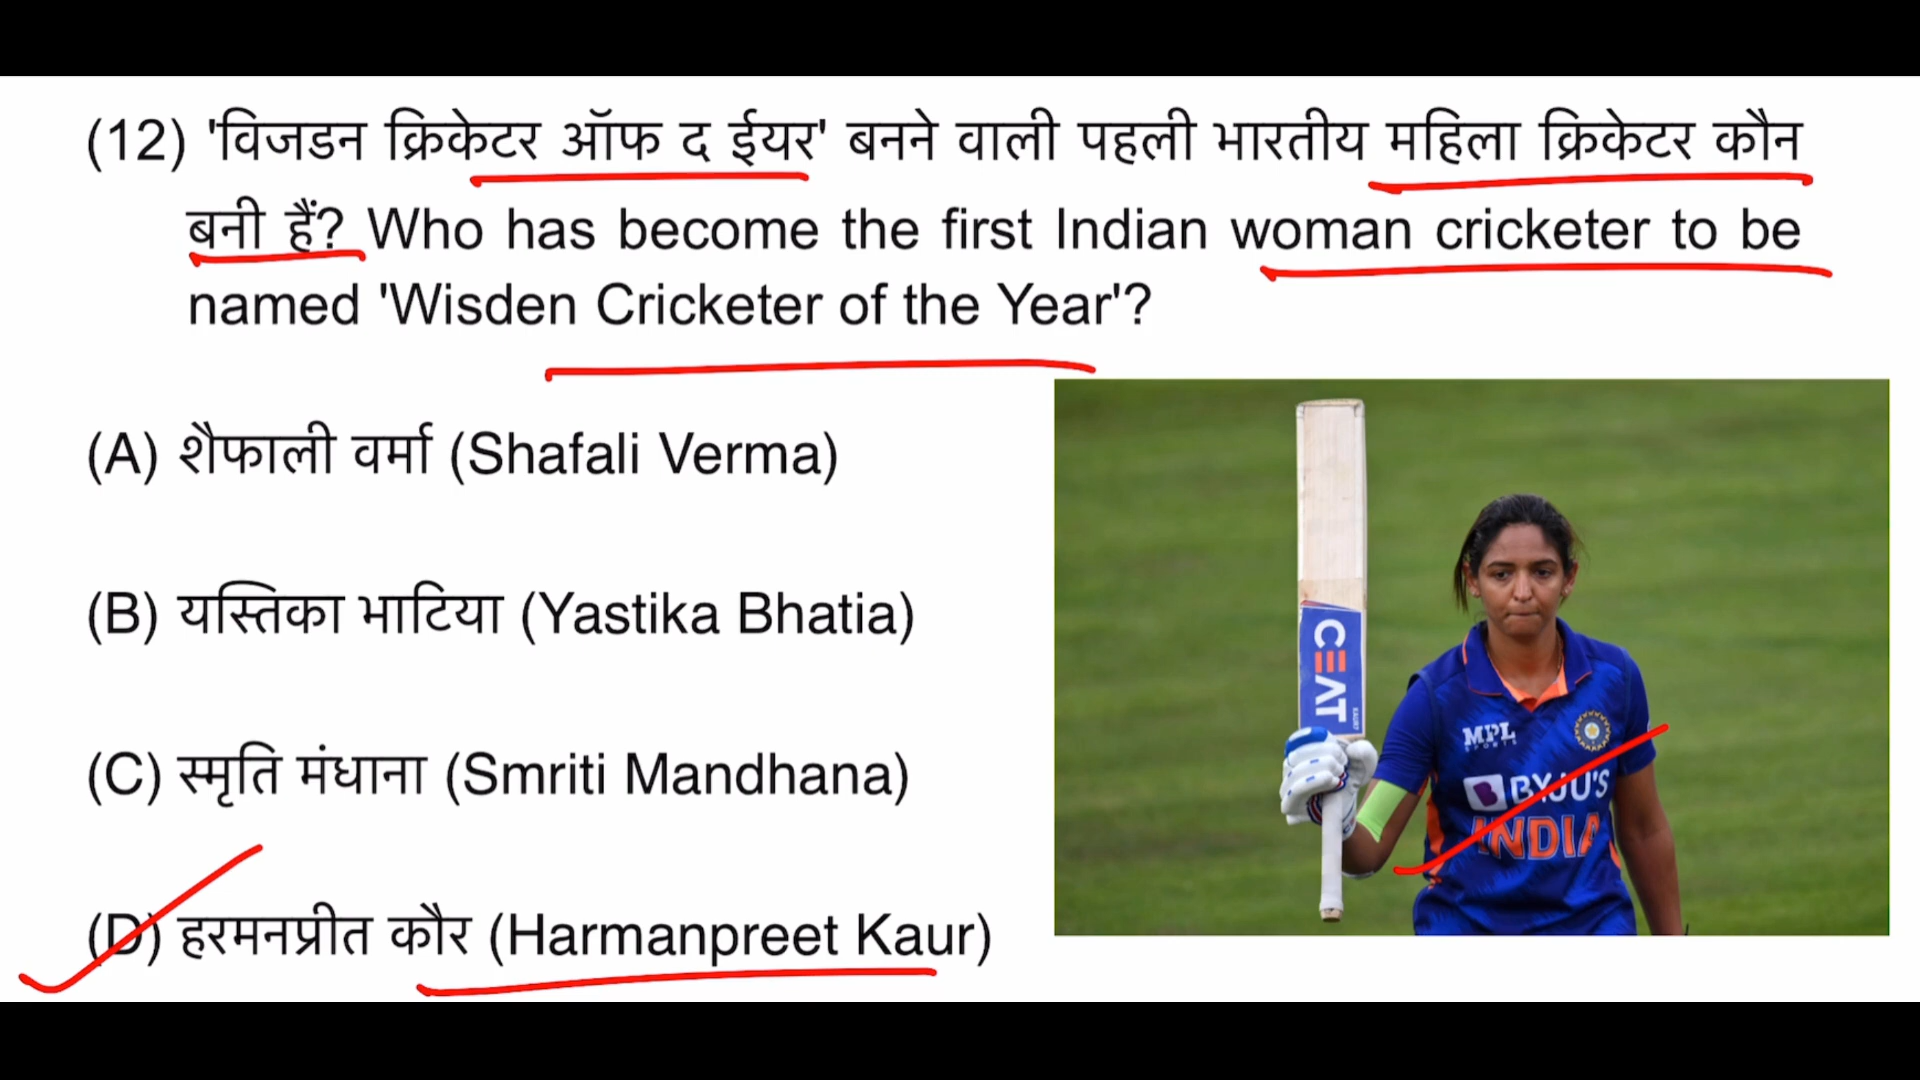 (12) 'विजडन क्रिकेटर ऑफ द ईयर' बनने वाली पहली भारतीय महिला क्रिकेटर कौन
बनी हैं? Who has become the first Indian woman cricketer to be
named 'Wisden Cricketer of the Year'?
(A) शैफाली वर्मा (Shafali Verma)
(B) यस्तिका भाटिया (Yastika Bhatia)
(C) स्मृति मंधाना (Smriti Mandhana)
(D) हरमनप्रीत कौर (Harmanpreet Kaur)
CEAT
MPL
SPORTS
BYJU'S
INDIA